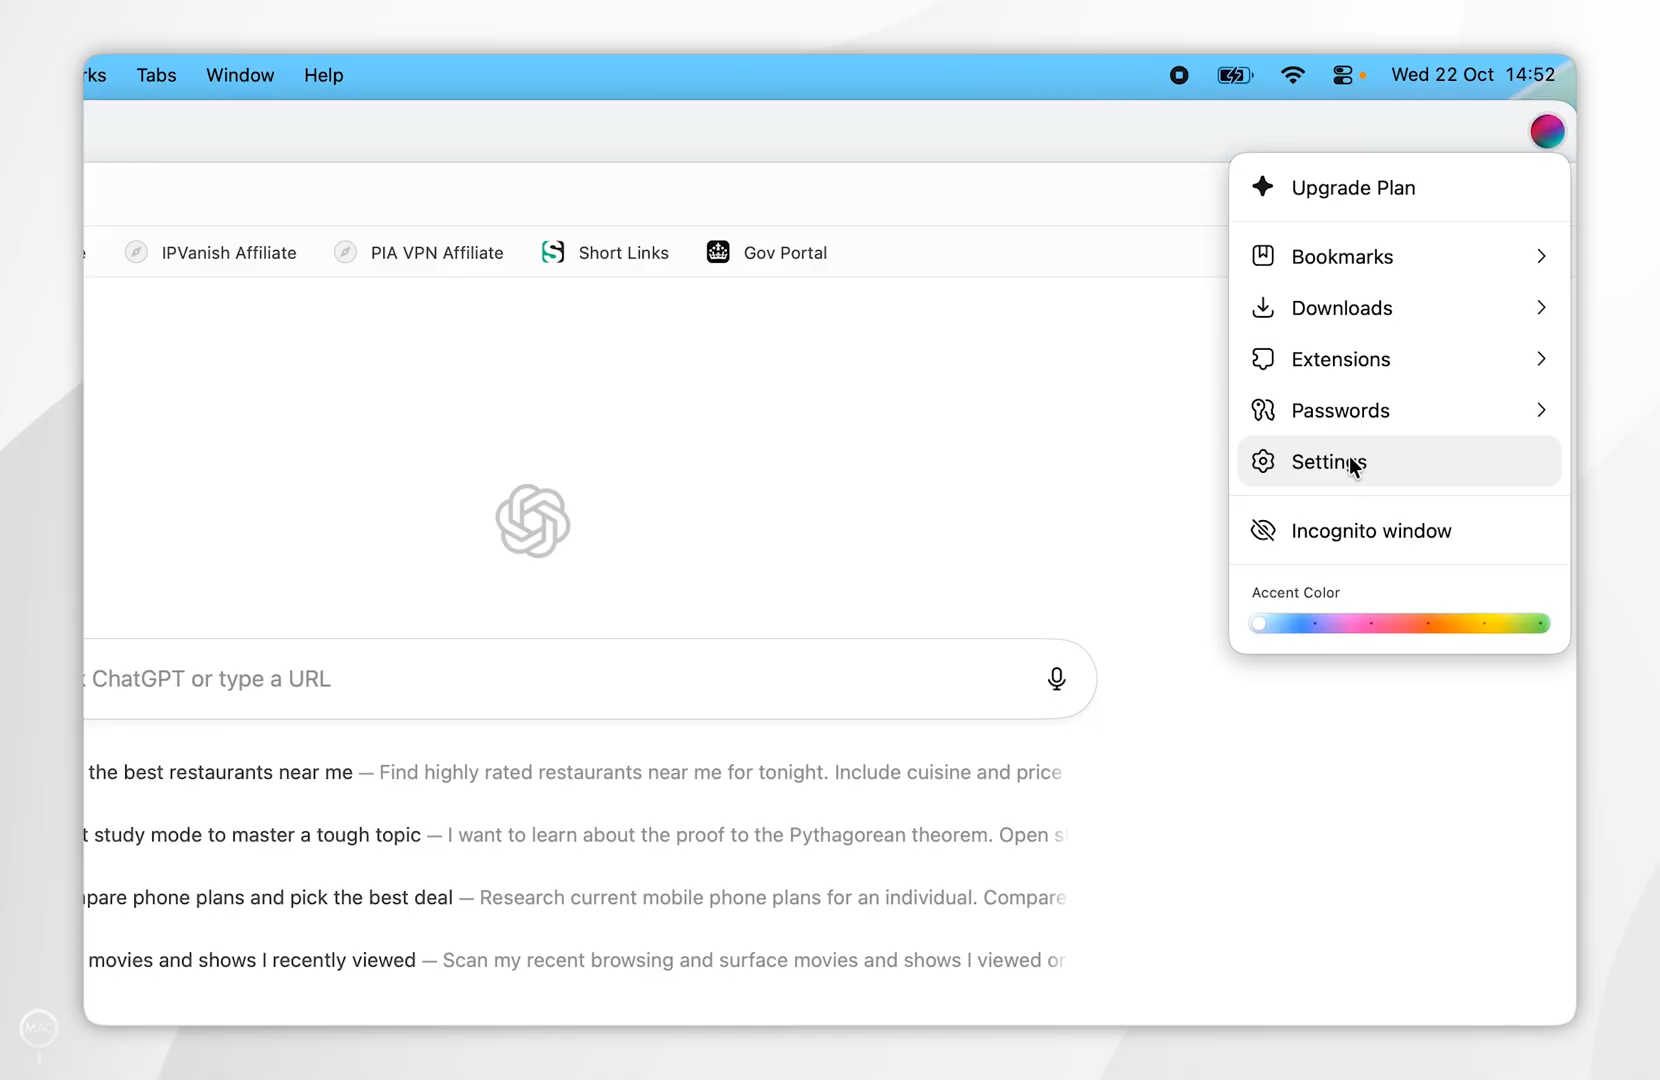 rks Tabs Window Help Wed 22 Oct 14:52
Upgrade Plan
IPVanish Affiliate PIA VPN Affiliate Short Links Gov Portal
Bookmarks
Downloads
Extensions
Passwords
Settings
Incognito window
Accent Color
ChatGPT or type a URL
the best restaurants near me — Find highly rated restaurants near me for tonight. Include cuisine and price
t study mode to master a tough topic — I want to learn about the proof to the Pythagorean theorem. Open s
pare phone plans and pick the best deal — Research current mobile phone plans for an individual. Compare
movies and shows I recently viewed — Scan my recent browsing and surface movies and shows I viewed or
MAC